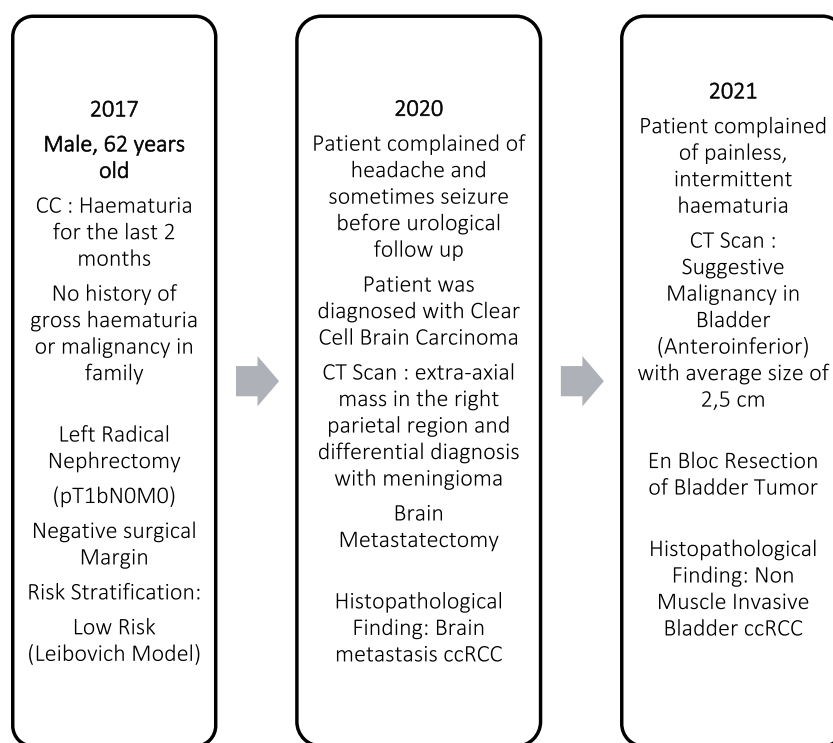 2017
Male, 62 years
old
CC : Haematuria
for the last 2
months
No history of
gross haematuria
or malignancy in
family
Left Radical
Nephrectomy
(pT1bN0M0)
Negative surgical
Margin
Risk Stratification:
Low Risk
(Leibovich Model)
2020
Patient complained of
headache and
sometimes seizure
before urological
follow up
Patient was
diagnosed with Clear
Cell Brain Carcinoma
CT Scan : extra-axial
mass in the right
parietal region and
differential diagnosis
with meningioma
Brain
Metastatectomy
Histopathological
Finding: Brain
metastasis ccRCC
2021
Patient complained
of painless,
intermittent
haematuria
CT Scan :
Suggestive
Malignancy in
Bladder
(Anteroinferior)
with average size of
2,5 cm
En Bloc Resection
of Bladder Tumor
Histopathological
Finding: Non
Muscle Invasive
Bladder ccRCC